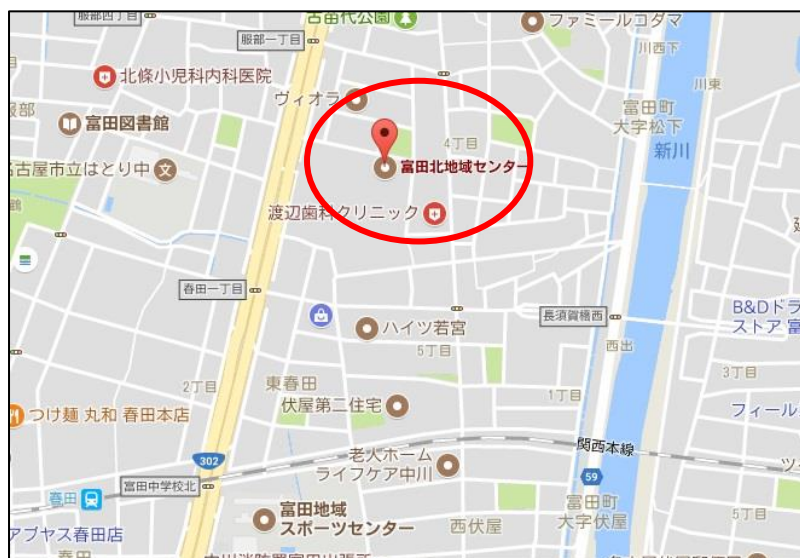 服部四丁目
古苗代公園
ファミールコダマ
服部一丁目
川西下
北條小児科内科医院
川東
ヴィオラ
富田町
大字松下
服部
富田図書館
4丁目
新川
富田北地域センター
古屋市立はとり中
渡辺歯科クリニック
春田一丁目
B&Dドラ
ストア 富
長須賀橋西
ハイツ若宮
5丁目
西出
3丁目
2丁目
東春田
1丁目
伏屋第二住宅
つけ麺 丸和 春田本店
フィール
関西本線
302
老人ホーム
ライフケア中川
富田中学校北
59
春田
富田町
大字伏屋
富田地域
スポーツセンター
西伏屋
5丁目
アプヤス春田店
春田